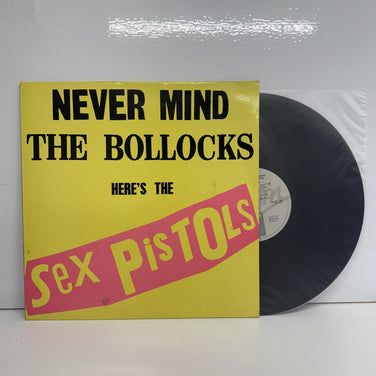 NEVER MIND
THE BOLLOCKS
HERE'S THE
Sex PiSTOLS